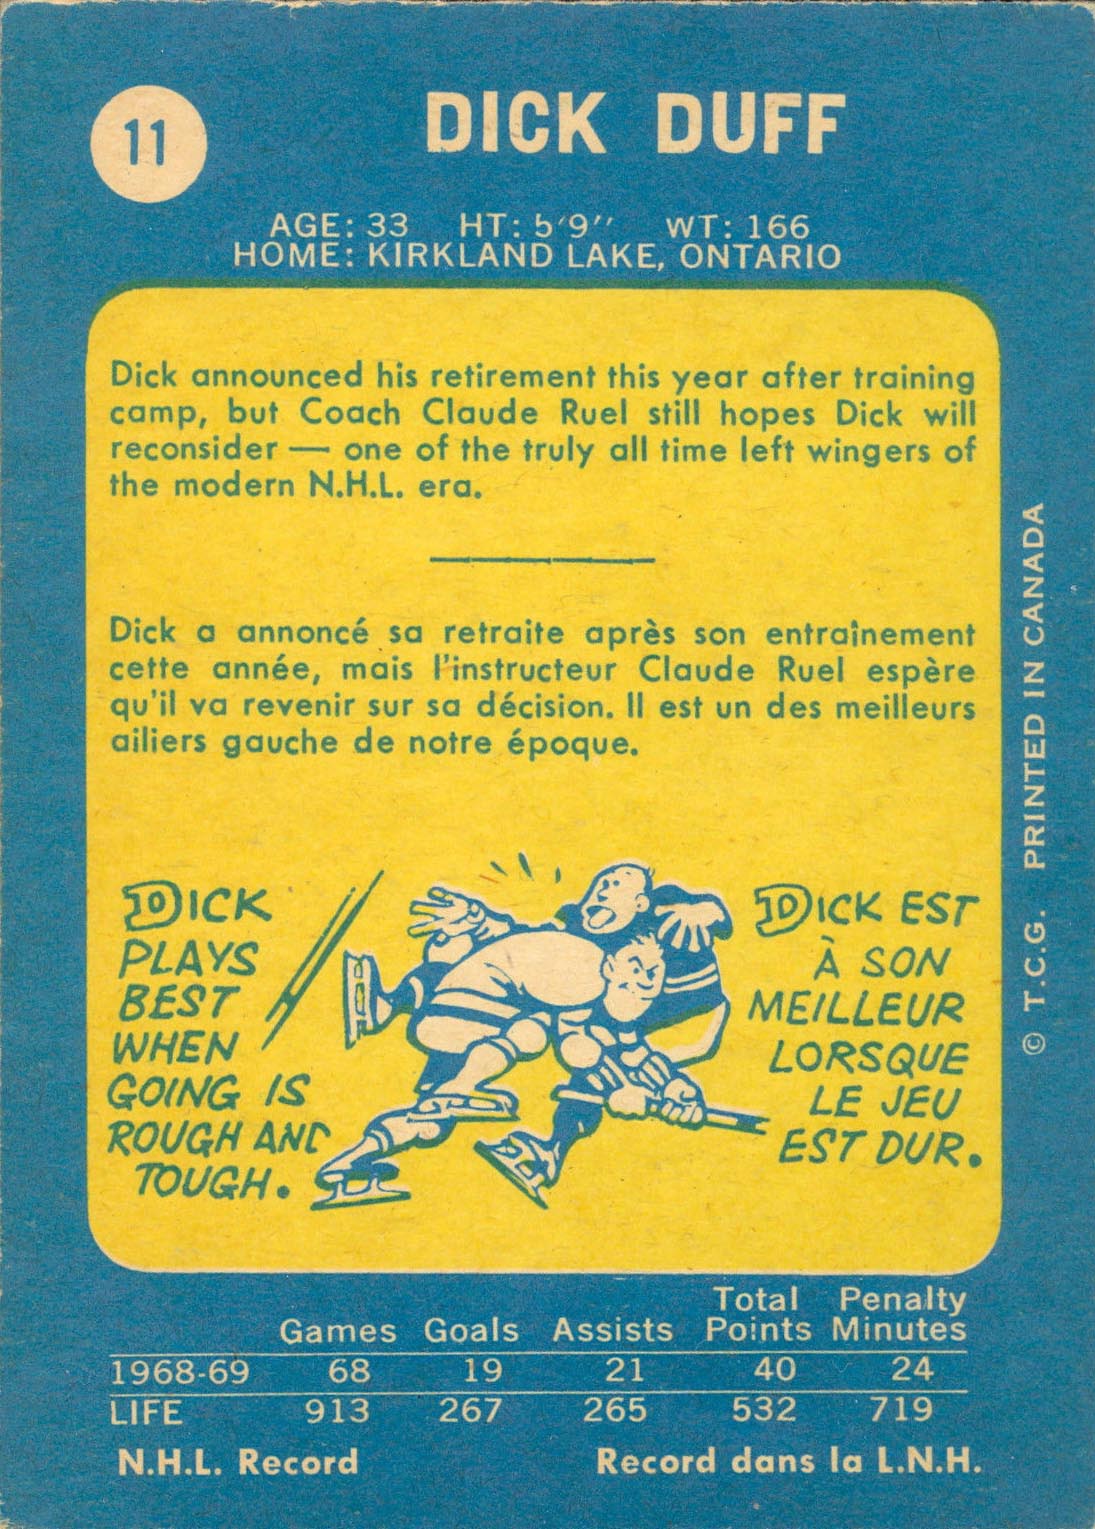 11
DICK DUFF
AGE: 33 HT: 5'9" WT: 166
HOME: KIRKLAND LAKE, ONTARIO
Dick announced his retirement this year after training
camp, but Coach Claude Ruel still hopes Dick will
reconsider — one of the truly all time left wingers of
the modern N.H.L. era.
Dick a annoncé sa retraite après son entraînement
cette année, mais l'instructeur Claude Ruel espère
qu'il va revenir sur sa décision. Il est un des meilleurs
ailiers gauche de notre époque.
DICK
PLAYS
BEST
WHEN
GOING IS
ROUGH AND
TOUGH.
DICK EST
À SON
MEILLEUR
LORSQUE
LE JEU
EST DUR.
© T.C.G. PRINTED IN CANADA
Games Goals Assists Total Points Penalty Minutes
1968-69 68 19 21 40 24
LIFE 913 267 265 532 719
N.H.L. Record Record dans la L.N.H.